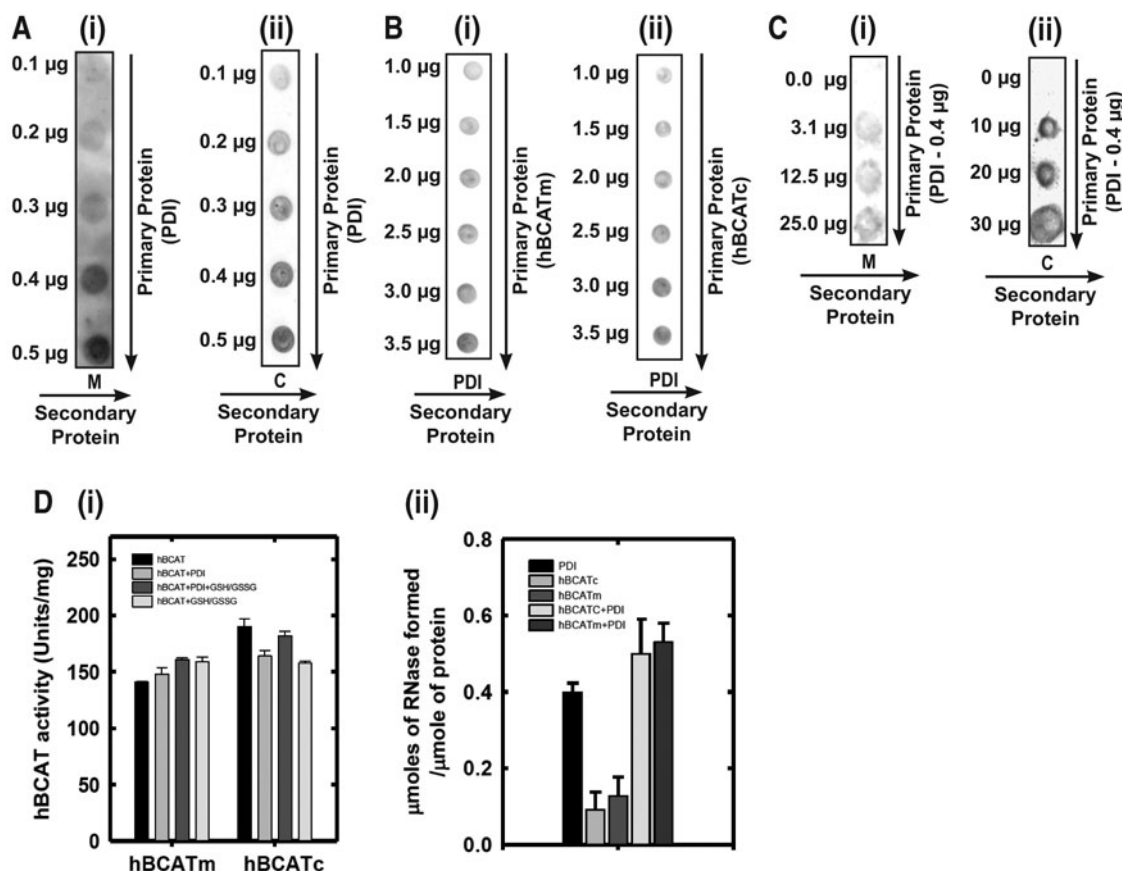 A (i) (ii) B (i) (ii) C (i) (ii)
0.1 µg
0.2 µg
0.3 µg
0.4 µg
0.5 µg
Primary Protein
(PDI)
M
Secondary
Protein
0.1 µg
0.2 µg
0.3 µg
0.4 µg
0.5 µg
Primary Protein
(PDI)
C
Secondary
Protein
1.0 µg
1.5 µg
2.0 µg
2.5 µg
3.0 µg
3.5 µg
Primary Protein
(hBCATm)
PDI
Secondary
Protein
1.0 µg
1.5 µg
2.0 µg
2.5 µg
3.0 µg
3.5 µg
Primary Protein
(hBCATc)
PDI
Secondary
Protein
0.0 µg
3.1 µg
12.5 µg
25.0 µg
Primary Protein
(PDI - 0.4 µg)
M
Secondary
Protein
0 µg
10 µg
20 µg
30 µg
Primary Protein
(PDI - 0.4 µg)
C
Secondary
Protein
D (i) (ii)
hBCAT activity (Units/mg)
250
200
150
100
50
0
hBCAT
hBCAT+PDI
hBCAT+PDI+GSH/GSSG
hBCAT+GSH/GSSG
hBCATm hBCATc
µmoles of RNase formed
/µmole of protein
0.8
0.6
0.4
0.2
0.0
PDI
hBCATc
hBCATm
hBCATC+PDI
hBCATm+PDI